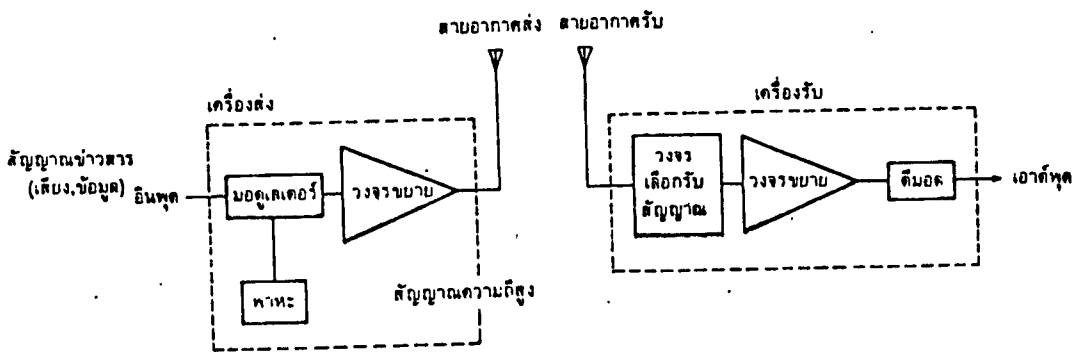 สายอากาศส่ง สายอากาศรับ
เครื่องส่ง
เครื่องรับ
สัญญาณข่าวสาร
(เสียง,ข้อมูล)
อินพุต
มอดูเลเตอร์
วงจรขยาย
พาหะ
สัญญาณความถี่สูง
วงจร
เลือกรับ
สัญญาณ
วงจรขยาย
ดีมอด
เอาต์พุต